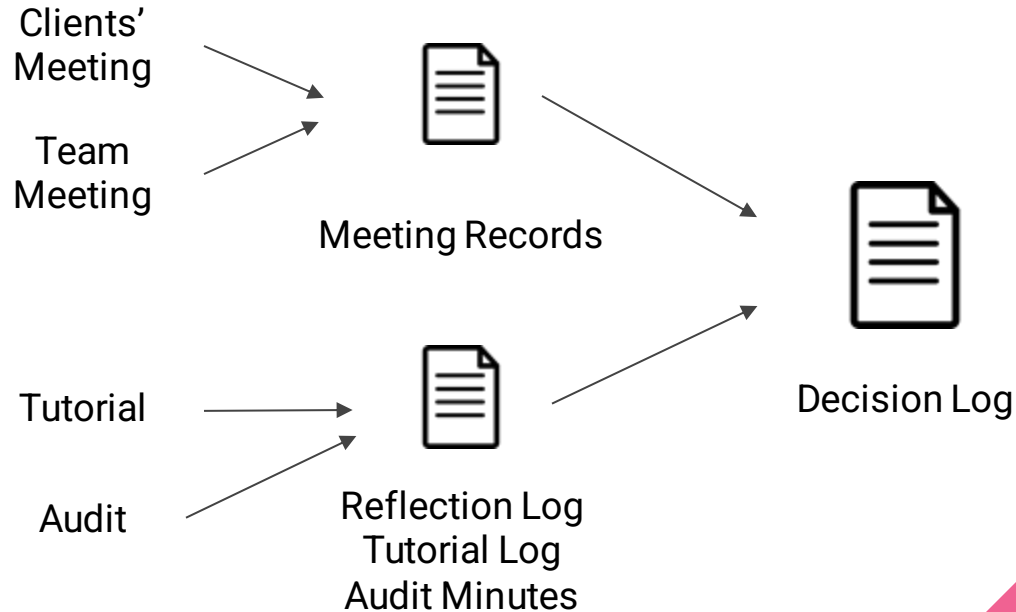 Clients’
Meeting
Team
Meeting
Meeting Records
Tutorial
Audit
Reflection Log
Tutorial Log
Audit Minutes
Decision Log